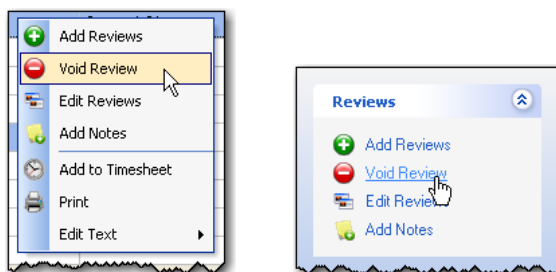 Add Reviews
Void Review
Edit Reviews
Add Notes
Add to Timesheet
Print
Edit Text
Reviews
Add Reviews
Void Review
Edit Reviews
Add Notes